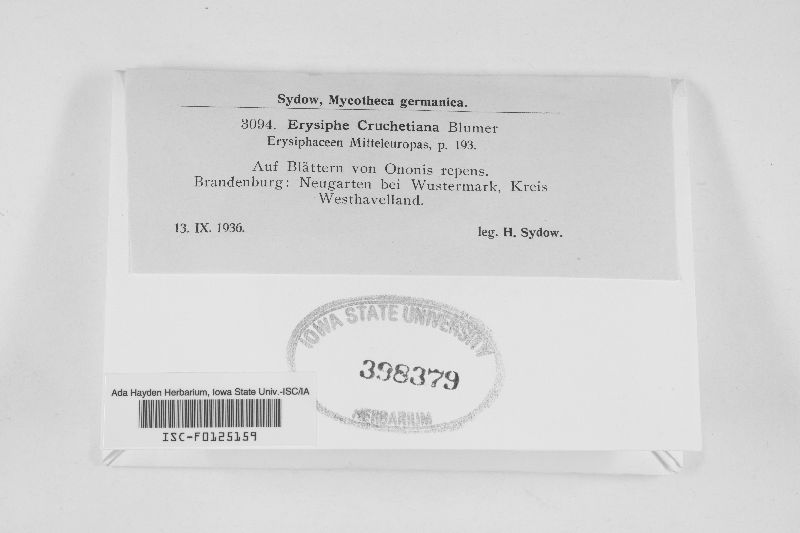 Sydow, Mycotheca germanica.
3094. Erysiphe Cruchetiana Blumer
Erysiphaceen Mitteleuropas, p. 193.
Auf Blättern von Ononis repens.
Brandenburg: Neugarten bei Wustermark, Kreis
Westhavelland.
13. IX. 1936. leg. H. Sydow.
IOWA STATE UNIVERSITY
398379
HERBARIUM
Ada Hayden Herbarium, Iowa State Univ.-ISC/IA
ISC-F0125159